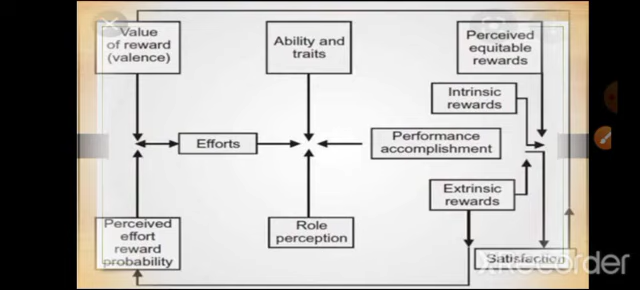 Value
of reward
(valence)
Ability and
traits
Perceived
equitable
rewards
Intrinsic
rewards
Efforts
Performance
accomplishment
Extrinsic
rewards
Perceived
effort
reward
probability
Role
perception
Satisfaction
XRecorder